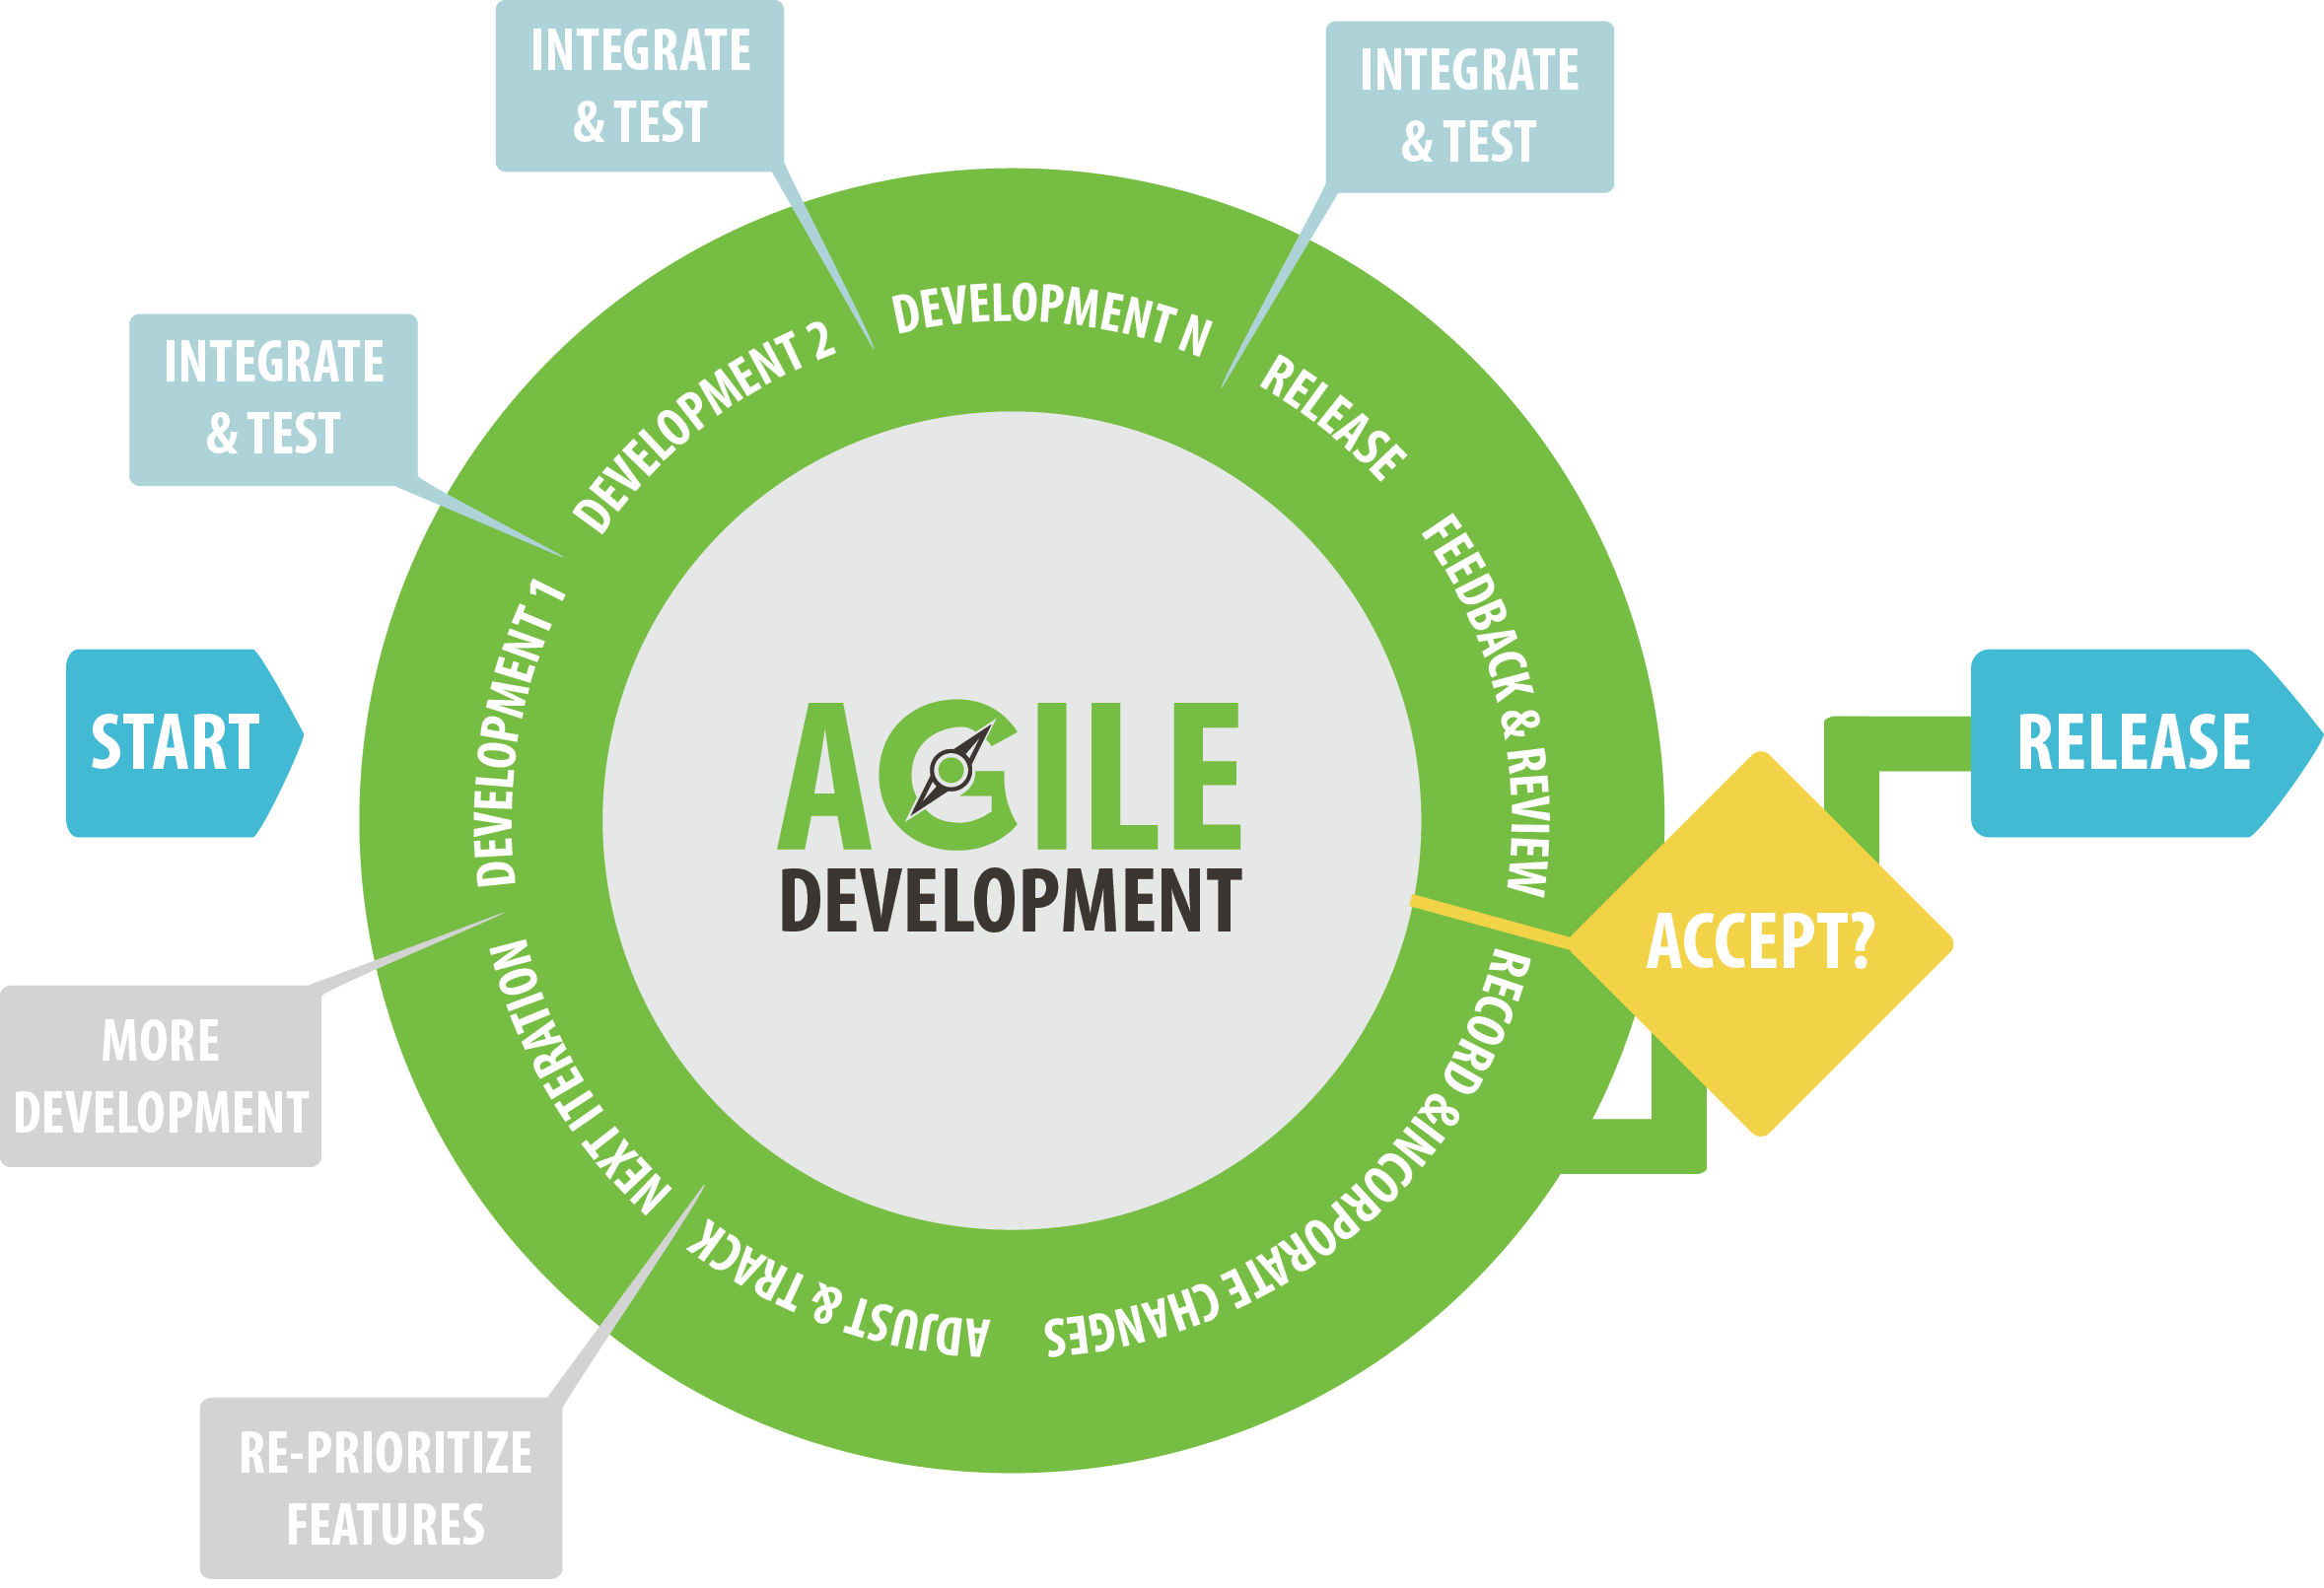 INTEGRATE
& TEST
INTEGRATE
& TEST
INTEGRATE
& TEST
START
DEVELOPMENT 1
DEVELOPMENT 2
DEVELOPMENT N
RELEASE
FEEDBACK & REVIEW
ACCEPT?
RELEASE
RECORD & INCORPORATE CHANGES
ADJUST & TRACK
NEXT ITERATION
AGILE
DEVELOPMENT
MORE
DEVELOPMENT
RE-PRIORITIZE
FEATURES